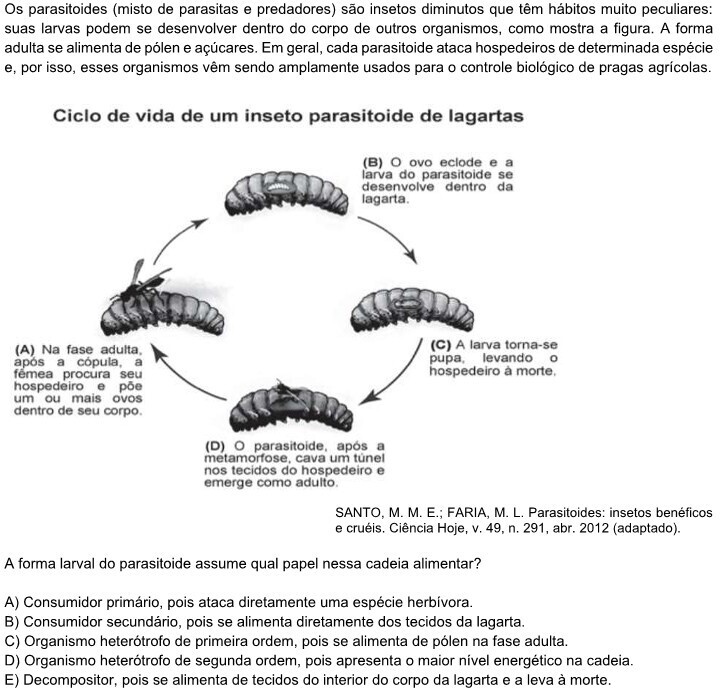 Os parasitoides (misto de parasitas e predadores) são insetos diminutos que têm hábitos muito peculiares:
suas larvas podem se desenvolver dentro do corpo de outros organismos, como mostra a figura. A forma
adulta se alimenta de pólen e açúcares. Em geral, cada parasitoide ataca hospedeiros de determinada espécie
e, por isso, esses organismos vêm sendo amplamente usados para o controle biológico de pragas agrícolas.
Ciclo de vida de um inseto parasitoide de lagartas
(B) O ovo eclode e a
larva do parasitoide se
desenvolve dentro da
lagarta.
(A) Na fase adulta,
após a cópula, a
fêmea procura seu
hospedeiro e põe
um ou mais ovos
dentro de seu corpo.
(C) A larva torna-se
pupa, levando o
hospedeiro à morte.
(D) O parasitoide, após a
metamorfose, cava um túnel
nos tecidos do hospedeiro e
emerge como adulto.
SANTO, M. M. E.; FARIA, M. L. Parasitoides: insetos benéficos
e cruéis. Ciência Hoje, v. 49, n. 291, abr. 2012 (adaptado).
A forma larval do parasitoide assume qual papel nessa cadeia alimentar?
A) Consumidor primário, pois ataca diretamente uma espécie herbívora.
B) Consumidor secundário, pois se alimenta diretamente dos tecidos da lagarta.
C) Organismo heterótrofo de primeira ordem, pois se alimenta de pólen na fase adulta.
D) Organismo heterótrofo de segunda ordem, pois apresenta o maior nível energético na cadeia.
E) Decompositor, pois se alimenta de tecidos do interior do corpo da lagarta e a leva à morte.